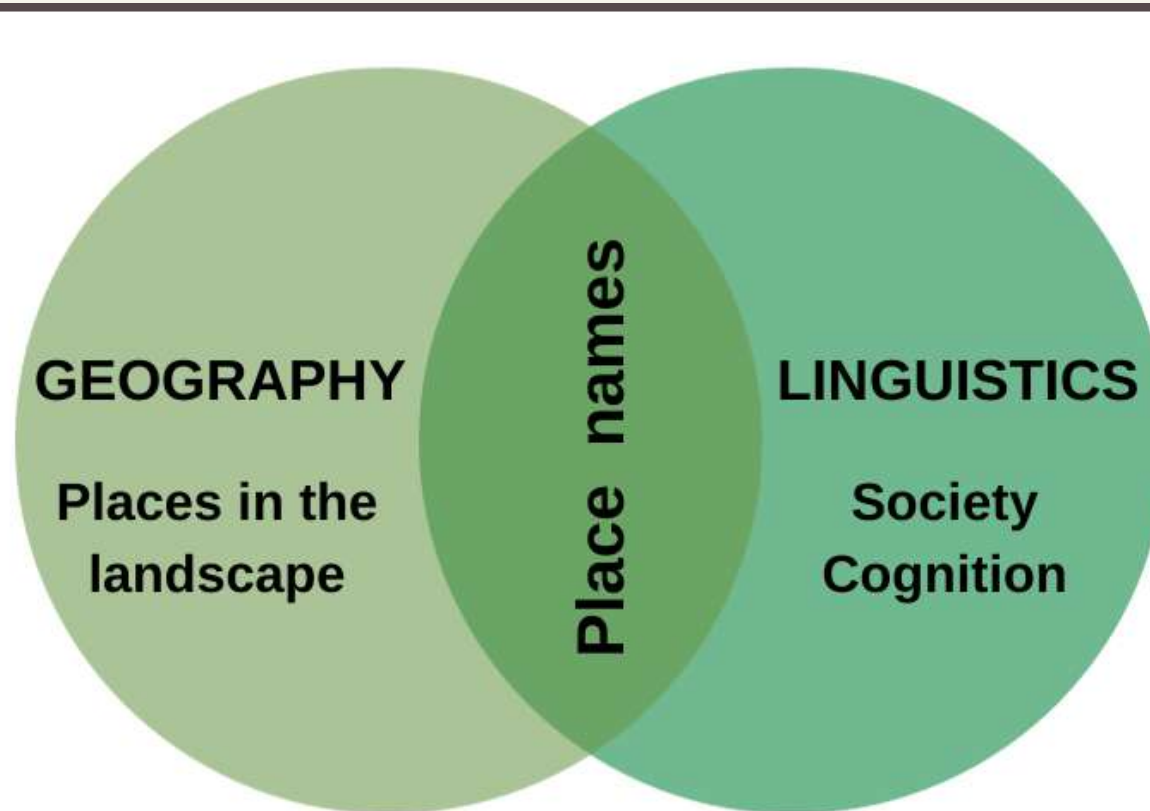 GEOGRAPHY
Places in the
landscape
Place names
LINGUISTICS
Society
Cognition